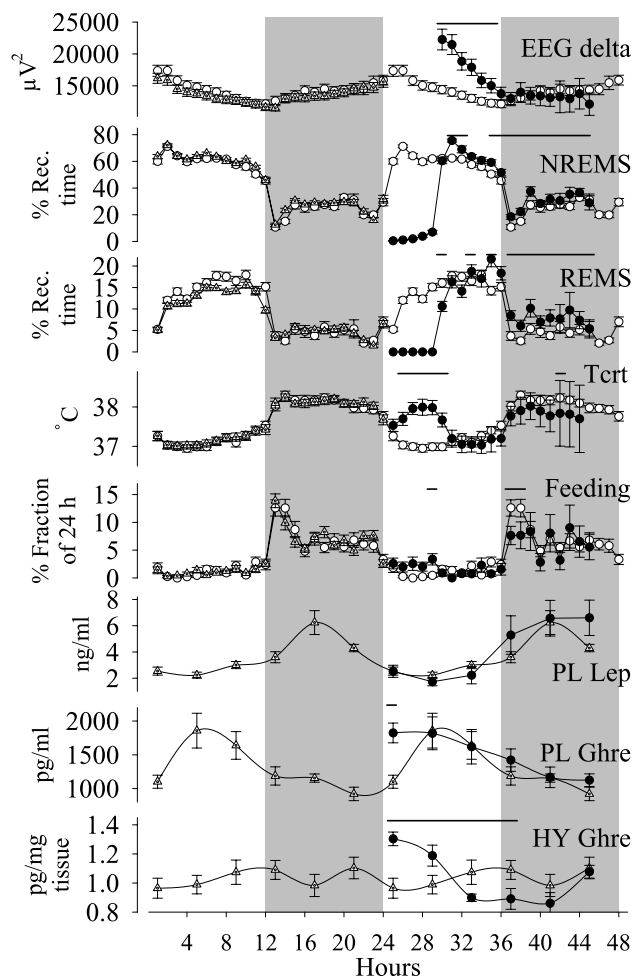 25000
20000
15000
µV²
EEG delta
80
60
40
20
0
% Rec.
time
NREMS
20
15
10
5
0
% Rec.
time
REMS
38
37
°C
Tcrt
15
10
5
0
% Fraction
of 24 h
Feeding
8
6
4
2
ng/ml
PL Lep
2000
1500
1000
pg/ml
PL Ghre
1.4
1.2
1.0
0.8
pg/mg
tissue
HY Ghre
4 8 12 16 20 24 28 32 36 40 44 48
Hours